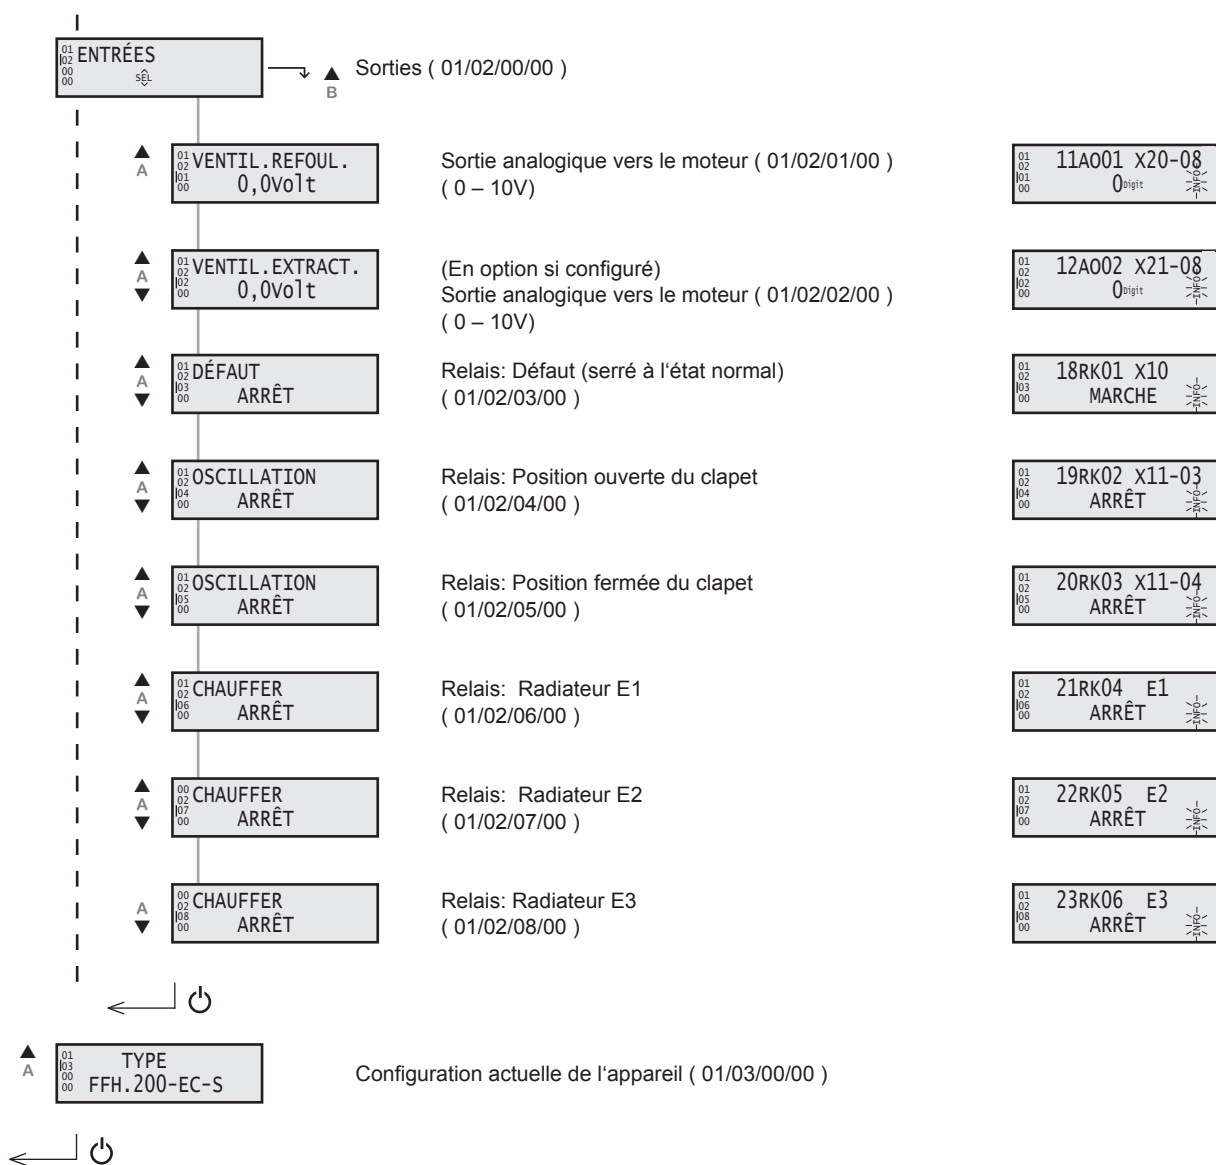 01
02
00
00
ENTRÉES
SEL
B
Sorties ( 01/02/00/00 )
A
01
02
01
00
VENTIL.REFOUL.
0,0Volt
Sortie analogique vers le moteur ( 01/02/01/00 )
( 0 – 10V)
01
02
01
00
11AO01 X20-08
0Digit
INFO
A
01
02
02
00
VENTIL.EXTRACT.
0,0Volt
(En option si configuré)
Sortie analogique vers le moteur ( 01/02/02/00 )
( 0 – 10V)
01
02
02
00
12AO02 X21-08
0Digit
INFO
A
01
02
03
00
DÉFAUT
ARRÊT
Relais: Défaut (serré à l‘état normal)
( 01/02/03/00 )
01
02
03
00
18RK01 X10
MARCHE
INFO
A
01
02
04
00
OSCILLATION
ARRÊT
Relais: Position ouverte du clapet
( 01/02/04/00 )
01
02
04
00
19RK02 X11-03
ARRÊT
INFO
A
01
02
05
00
OSCILLATION
ARRÊT
Relais: Position fermée du clapet
( 01/02/05/00 )
01
02
05
00
20RK03 X11-04
ARRÊT
INFO
A
01
02
06
00
CHAUFFER
ARRÊT
Relais:  Radiateur E1
( 01/02/06/00 )
01
02
06
00
21RK04 E1
ARRÊT
INFO
A
00
02
07
00
CHAUFFER
ARRÊT
Relais:  Radiateur E2
( 01/02/07/00 )
01
02
07
00
22RK05 E2
ARRÊT
INFO
A
00
02
08
00
CHAUFFER
ARRÊT
Relais: Radiateur E3
( 01/02/08/00 )
01
02
08
00
23RK06 E3
ARRÊT
INFO
A
01
03
00
00
TYPE
FFH.200-EC-S
Configuration actuelle de l‘appareil ( 01/03/00/00 )